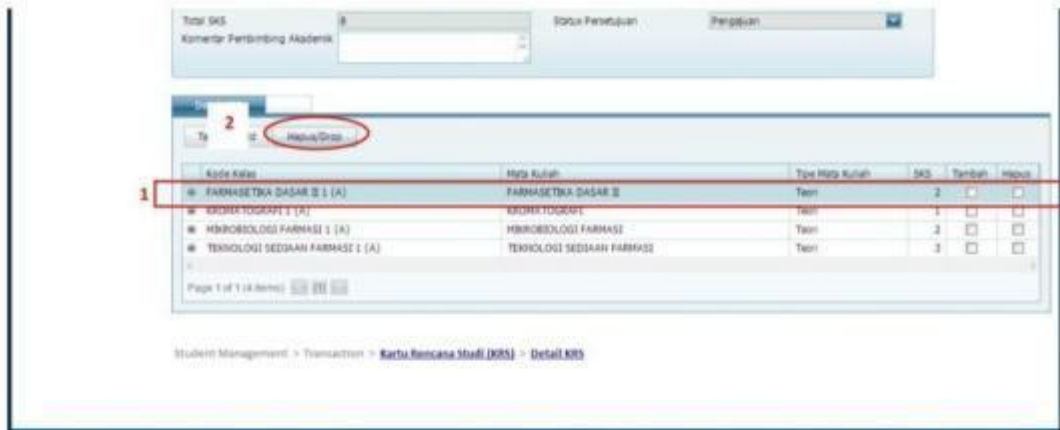 Total SKS 8 Status Persetujuan Pengajuan
Komentar Pembimbing Akademik
2
Hapus/Drop
Kode Kelas Mata Kuliah Tipe Mata Kuliah SKS Tambah Hapus
1 FARMASETIKA DASAR II 1 (A) FARMASETIKA DASAR II Teori 2
KROMATOGRAFI 1 (A) KROMATOGRAFI Teori 1
MIKROBIOLOGI FARMASI 1 (A) MIKROBIOLOGI FARMASI Teori 2
TEKNOLOGI SEDIAAN FARMASI 1 (A) TEKNOLOGI SEDIAAN FARMASI Teori 3
Page 1 of 1 (4 items) [1]
Student Management > Transaction > Kartu Rencana Studi (KRS) > Detail KRS